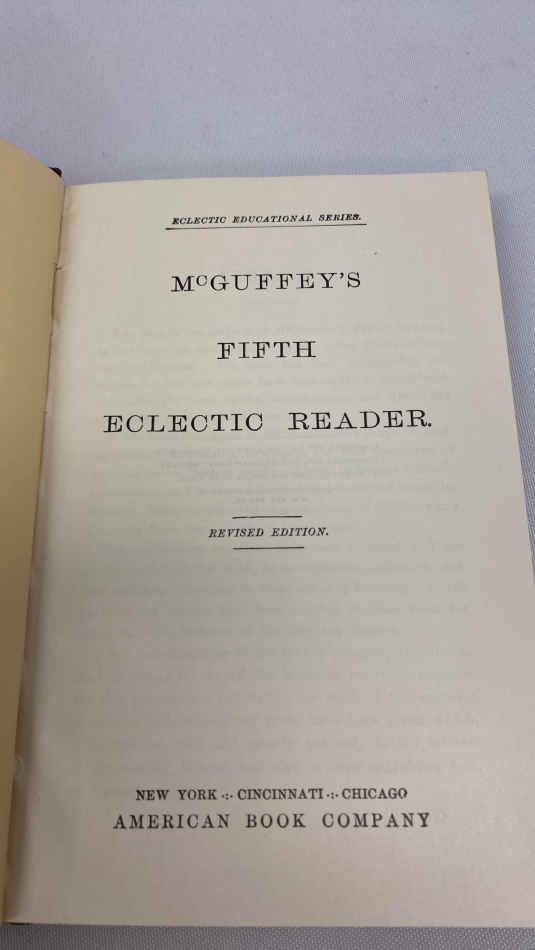 ECLECTIC EDUCATIONAL SERIES.
McGUFFEY'S
FIFTH
ECLECTIC READER.
REVISED EDITION.
NEW YORK ·:· CINCINNATI ·:· CHICAGO
AMERICAN BOOK COMPANY